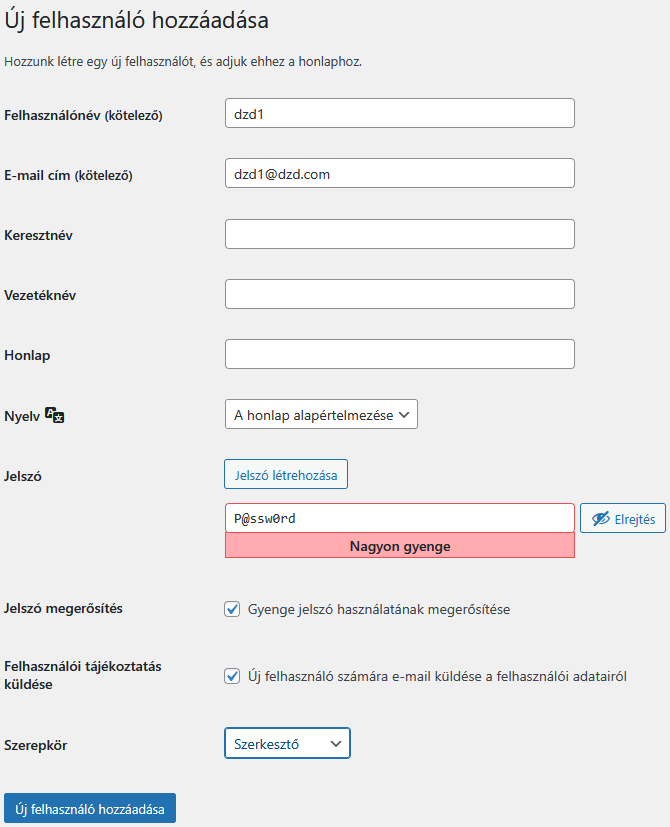 Új felhasználó hozzáadása
Hozzunk létre egy új felhasználót, és adjuk ehhez a honlaphoz.
Felhasználónév (kötelező)
dzd1
E-mail cím (kötelező)
dzd1@dzd.com
Keresztnév
Vezetéknév
Honlap
Nyelv
A honlap alapértelmezése
Jelszó
Jelszó létrehozása
P@ssw0rd
Elrejtés
Nagyon gyenge
Jelszó megerősítés
Gyenge jelszó használatának megerősítése
Felhasználói tájékoztatás
küldése
Új felhasználó számára e-mail küldése a felhasználói adatairól
Szerepkör
Szerkesztő
Új felhasználó hozzáadása